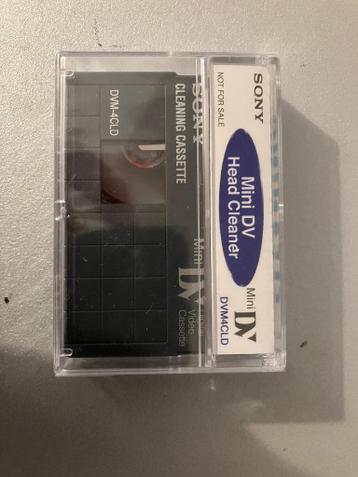 SONY
NOT FOR SALE
Mini DV
Head Cleaner
Mini
DV
DVM4CLD
SONY
CLEANING CASSETTE
DVM-4CLD
Mini
DV
Digital
Video
Cassette